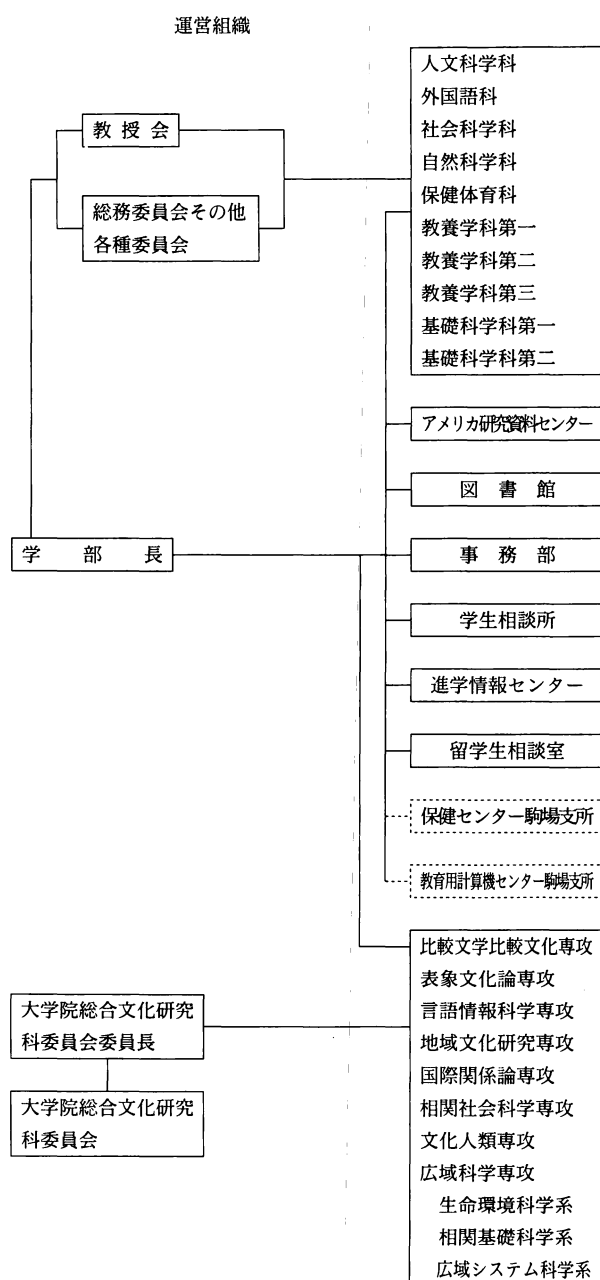 運営組織
教授会
総務委員会その他
各種委員会
学部長
人文科学科
外国語科
社会科学科
自然科学科
保健体育科
教養学科第一
教養学科第二
教養学科第三
基礎科学科第一
基礎科学科第二
アメリカ研究資料センター
図書館
事務部
学生相談所
進学情報センター
留学生相談室
保健センター駒場支所
教育用計算機センター駒場支所
大学院総合文化研究
科委員会委員長
大学院総合文化研究
科委員会
比較文学比較文化専攻
表象文化論専攻
言語情報科学専攻
地域文化研究専攻
国際関係論専攻
相関社会科学専攻
文化人類専攻
広域科学専攻
生命環境科学系
相関基礎科学系
広域システム科学系